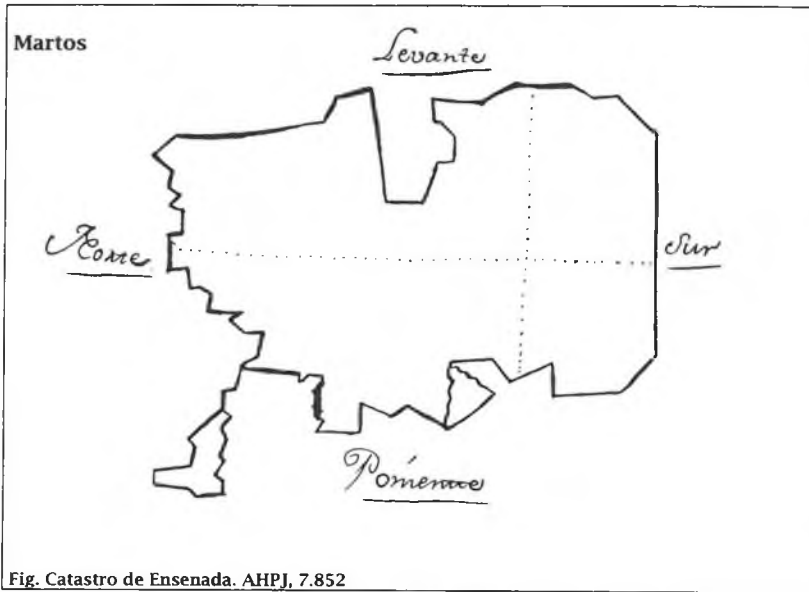 Martos
Levante
Norte
Sur
Poniente
Fig. Catastro de Ensenada. AHPJ, 7.852